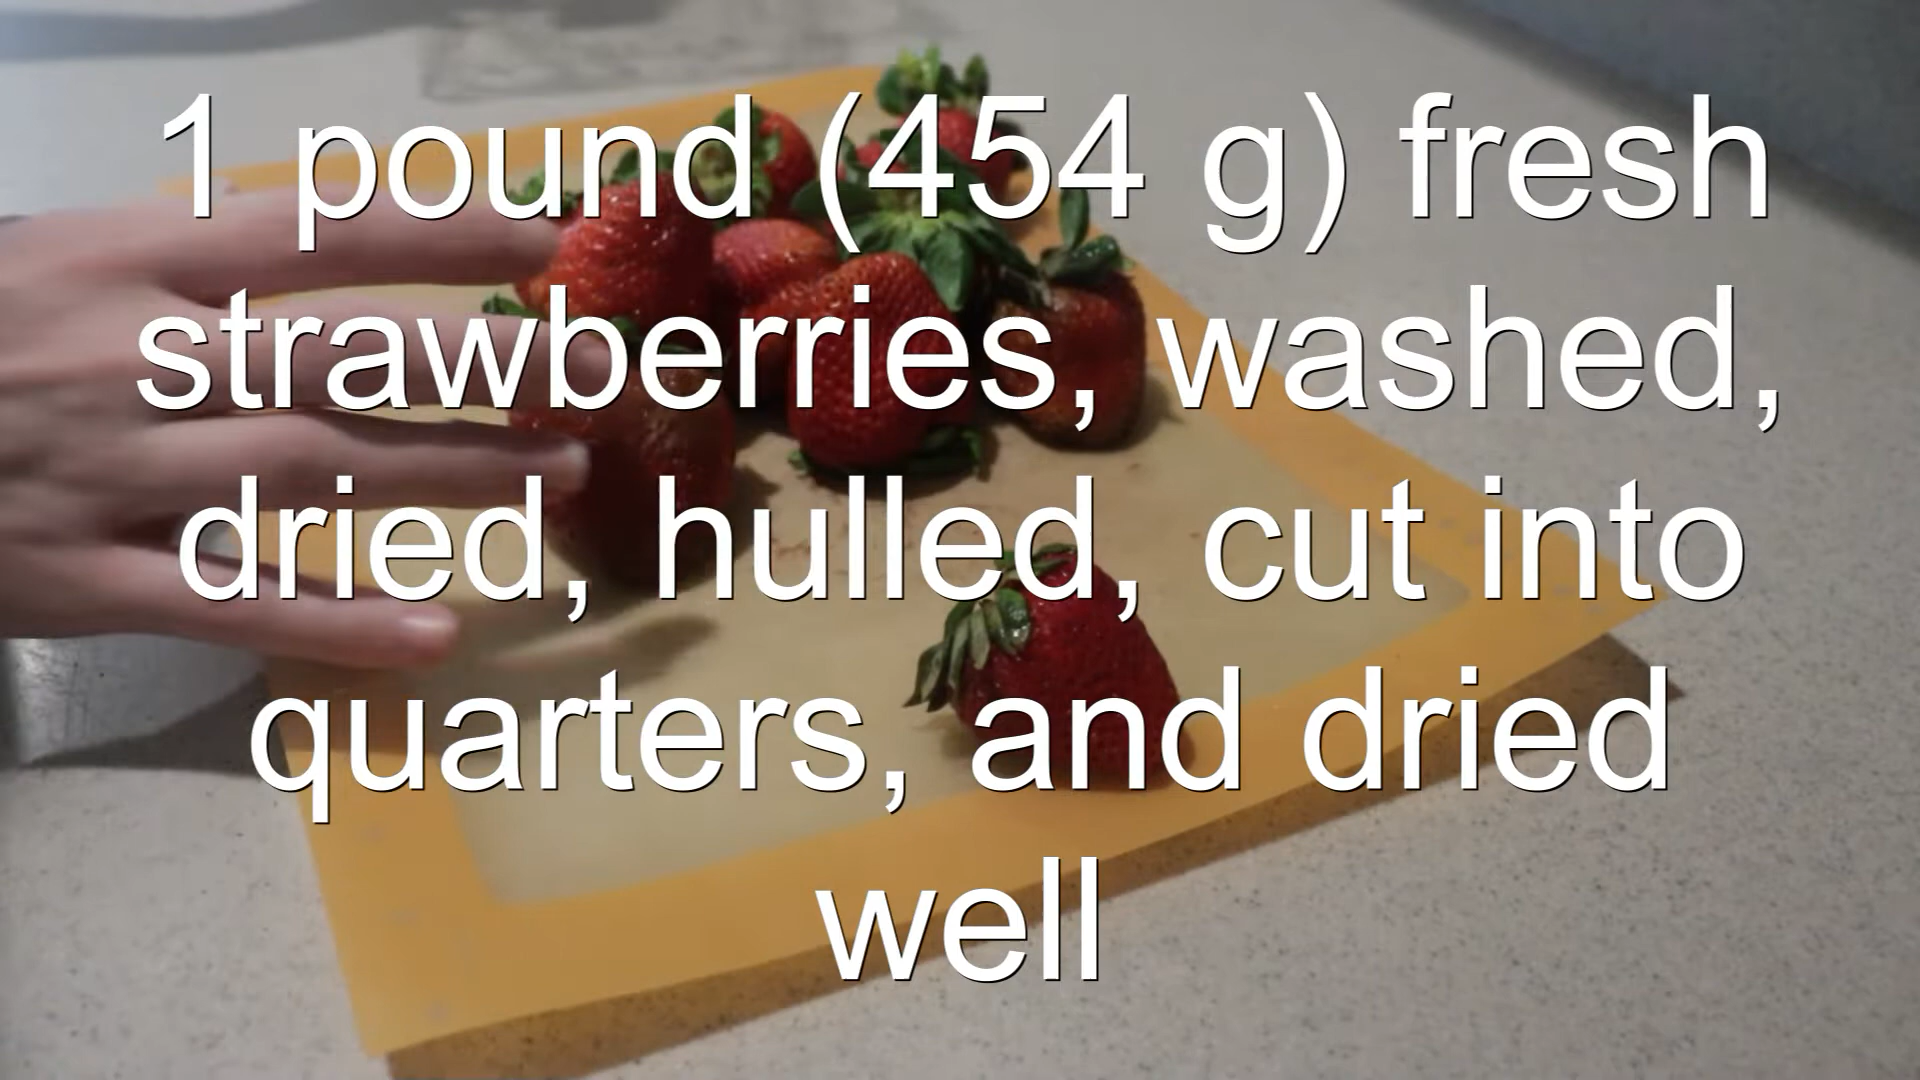 1 pound (454 g) fresh
strawberries, washed,
dried, hulled, cut into
quarters, and dried
well